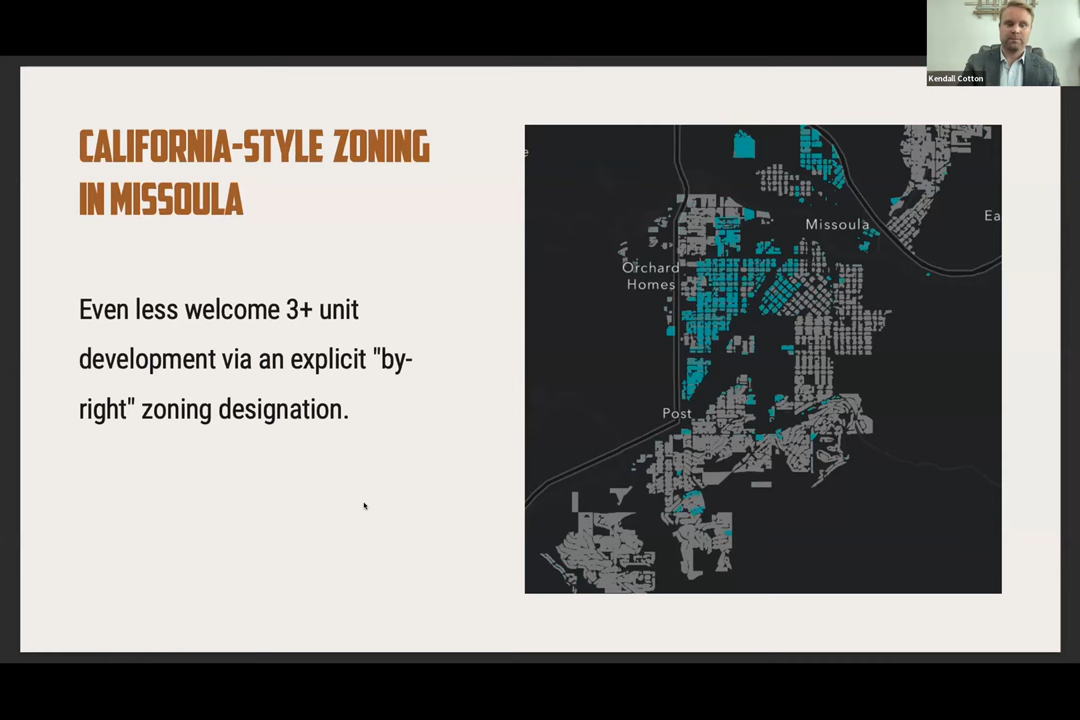 Kendall Cotton
CALIFORNIA-STYLE ZONING
IN MISSOULA
Even less welcome 3+ unit
development via an explicit "by-
right" zoning designation.
e
Missoula
Ea
Orchard
Homes
Post